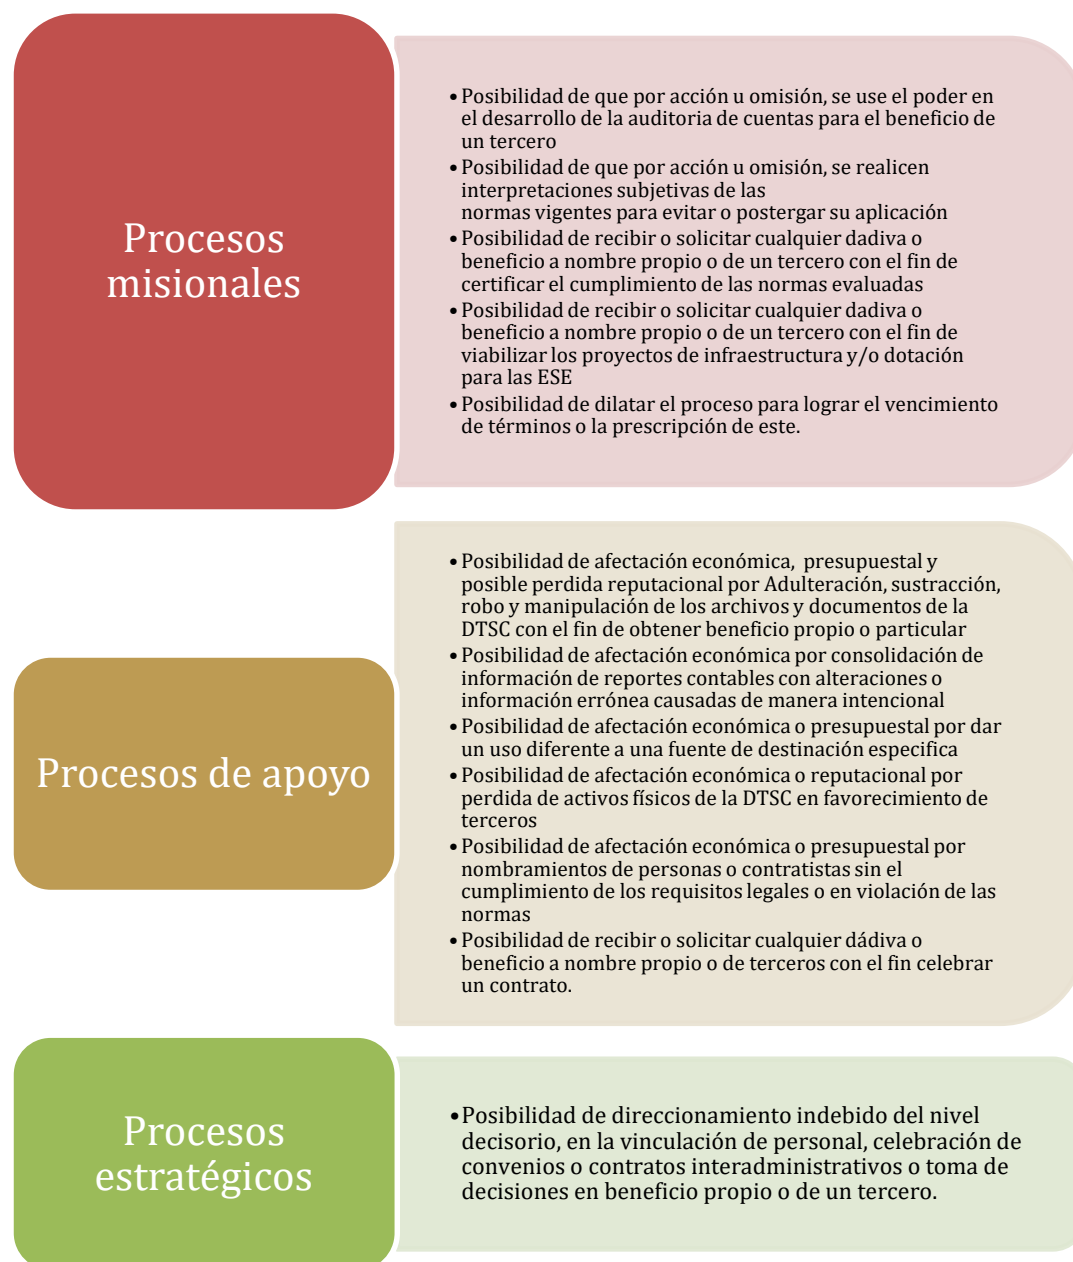 Procesos
misionales
• Posibilidad de que por acción u omisión, se use el poder en
el desarrollo de la auditoria de cuentas para el beneficio de
un tercero
• Posibilidad de que por acción u omisión, se realicen
interpretaciones subjetivas de las
normas vigentes para evitar o postergar su aplicación
• Posibilidad de recibir o solicitar cualquier dadiva o
beneficio a nombre propio o de un tercero con el fin de
certificar el cumplimiento de las normas evaluadas
• Posibilidad de recibir o solicitar cualquier dadiva o
beneficio a nombre propio o de un tercero con el fin de
viabilizar los proyectos de infraestructura y/o dotación
para las ESE
• Posibilidad de dilatar el proceso para lograr el vencimiento
de términos o la prescripción de este.
Procesos de apoyo
• Posibilidad de afectación económica, presupuestal y
posible perdida reputacional por Adulteración, sustracción,
robo y manipulación de los archivos y documentos de la
DTSC con el fin de obtener beneficio propio o particular
• Posibilidad de afectación económica por consolidación de
información de reportes contables con alteraciones o
información errónea causadas de manera intencional
• Posibilidad de afectación económica o presupuestal por dar
un uso diferente a una fuente de destinación especifica
• Posibilidad de afectación económica o reputacional por
perdida de activos físicos de la DTSC en favorecimiento de
terceros
• Posibilidad de afectación económica o presupuestal por
nombramientos de personas o contratistas sin el
cumplimiento de los requisitos legales o en violación de las
normas
• Posibilidad de recibir o solicitar cualquier dádiva o
beneficio a nombre propio o de terceros con el fin celebrar
un contrato.
Procesos
estratégicos
• Posibilidad de direccionamiento indebido del nivel
decisorio, en la vinculación de personal, celebración de
convenios o contratos interadministrativos o toma de
decisiones en beneficio propio o de un tercero.